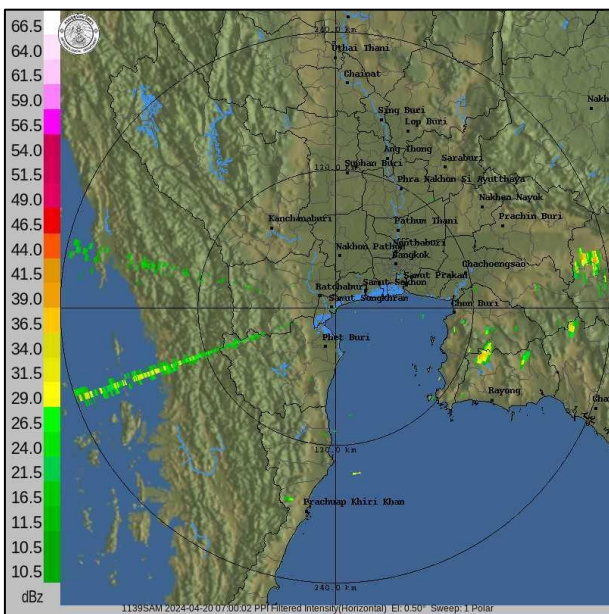 66.5
64.0
61.5
59.0
56.5
54.0
51.5
49.0
46.5
44.0
41.5
39.0
36.5
34.0
31.5
29.0
26.5
24.0
21.5
16.5
15.5
10.5
dBz
240.0 km
Uthai Thani
Chainat
Nakh
Sing Buri
Lop Buri
Ang Thong
120.0 km
Suphan Buri
Saraburi
Phra Nakhon Si Ayutthaya
Nakhon Nayok
Kanchanaburi
Pathum Thani
Prachin Buri
Nonthaburi
Nakhon Pathom
Bangkok
Chachoengsao
Samut Prakan
Samut Sakhon
Ratchaburi
Samut Songkhram
Chon Buri
Phet Buri
Rayong
Cha
120.0 km
Prachuap Khiri Khan
240.0 km
1139SAM 2024-04-20 07:00:02 PPI Filtered Intensity(Horizontal) El: 0.50° Sweep: 1 Polar